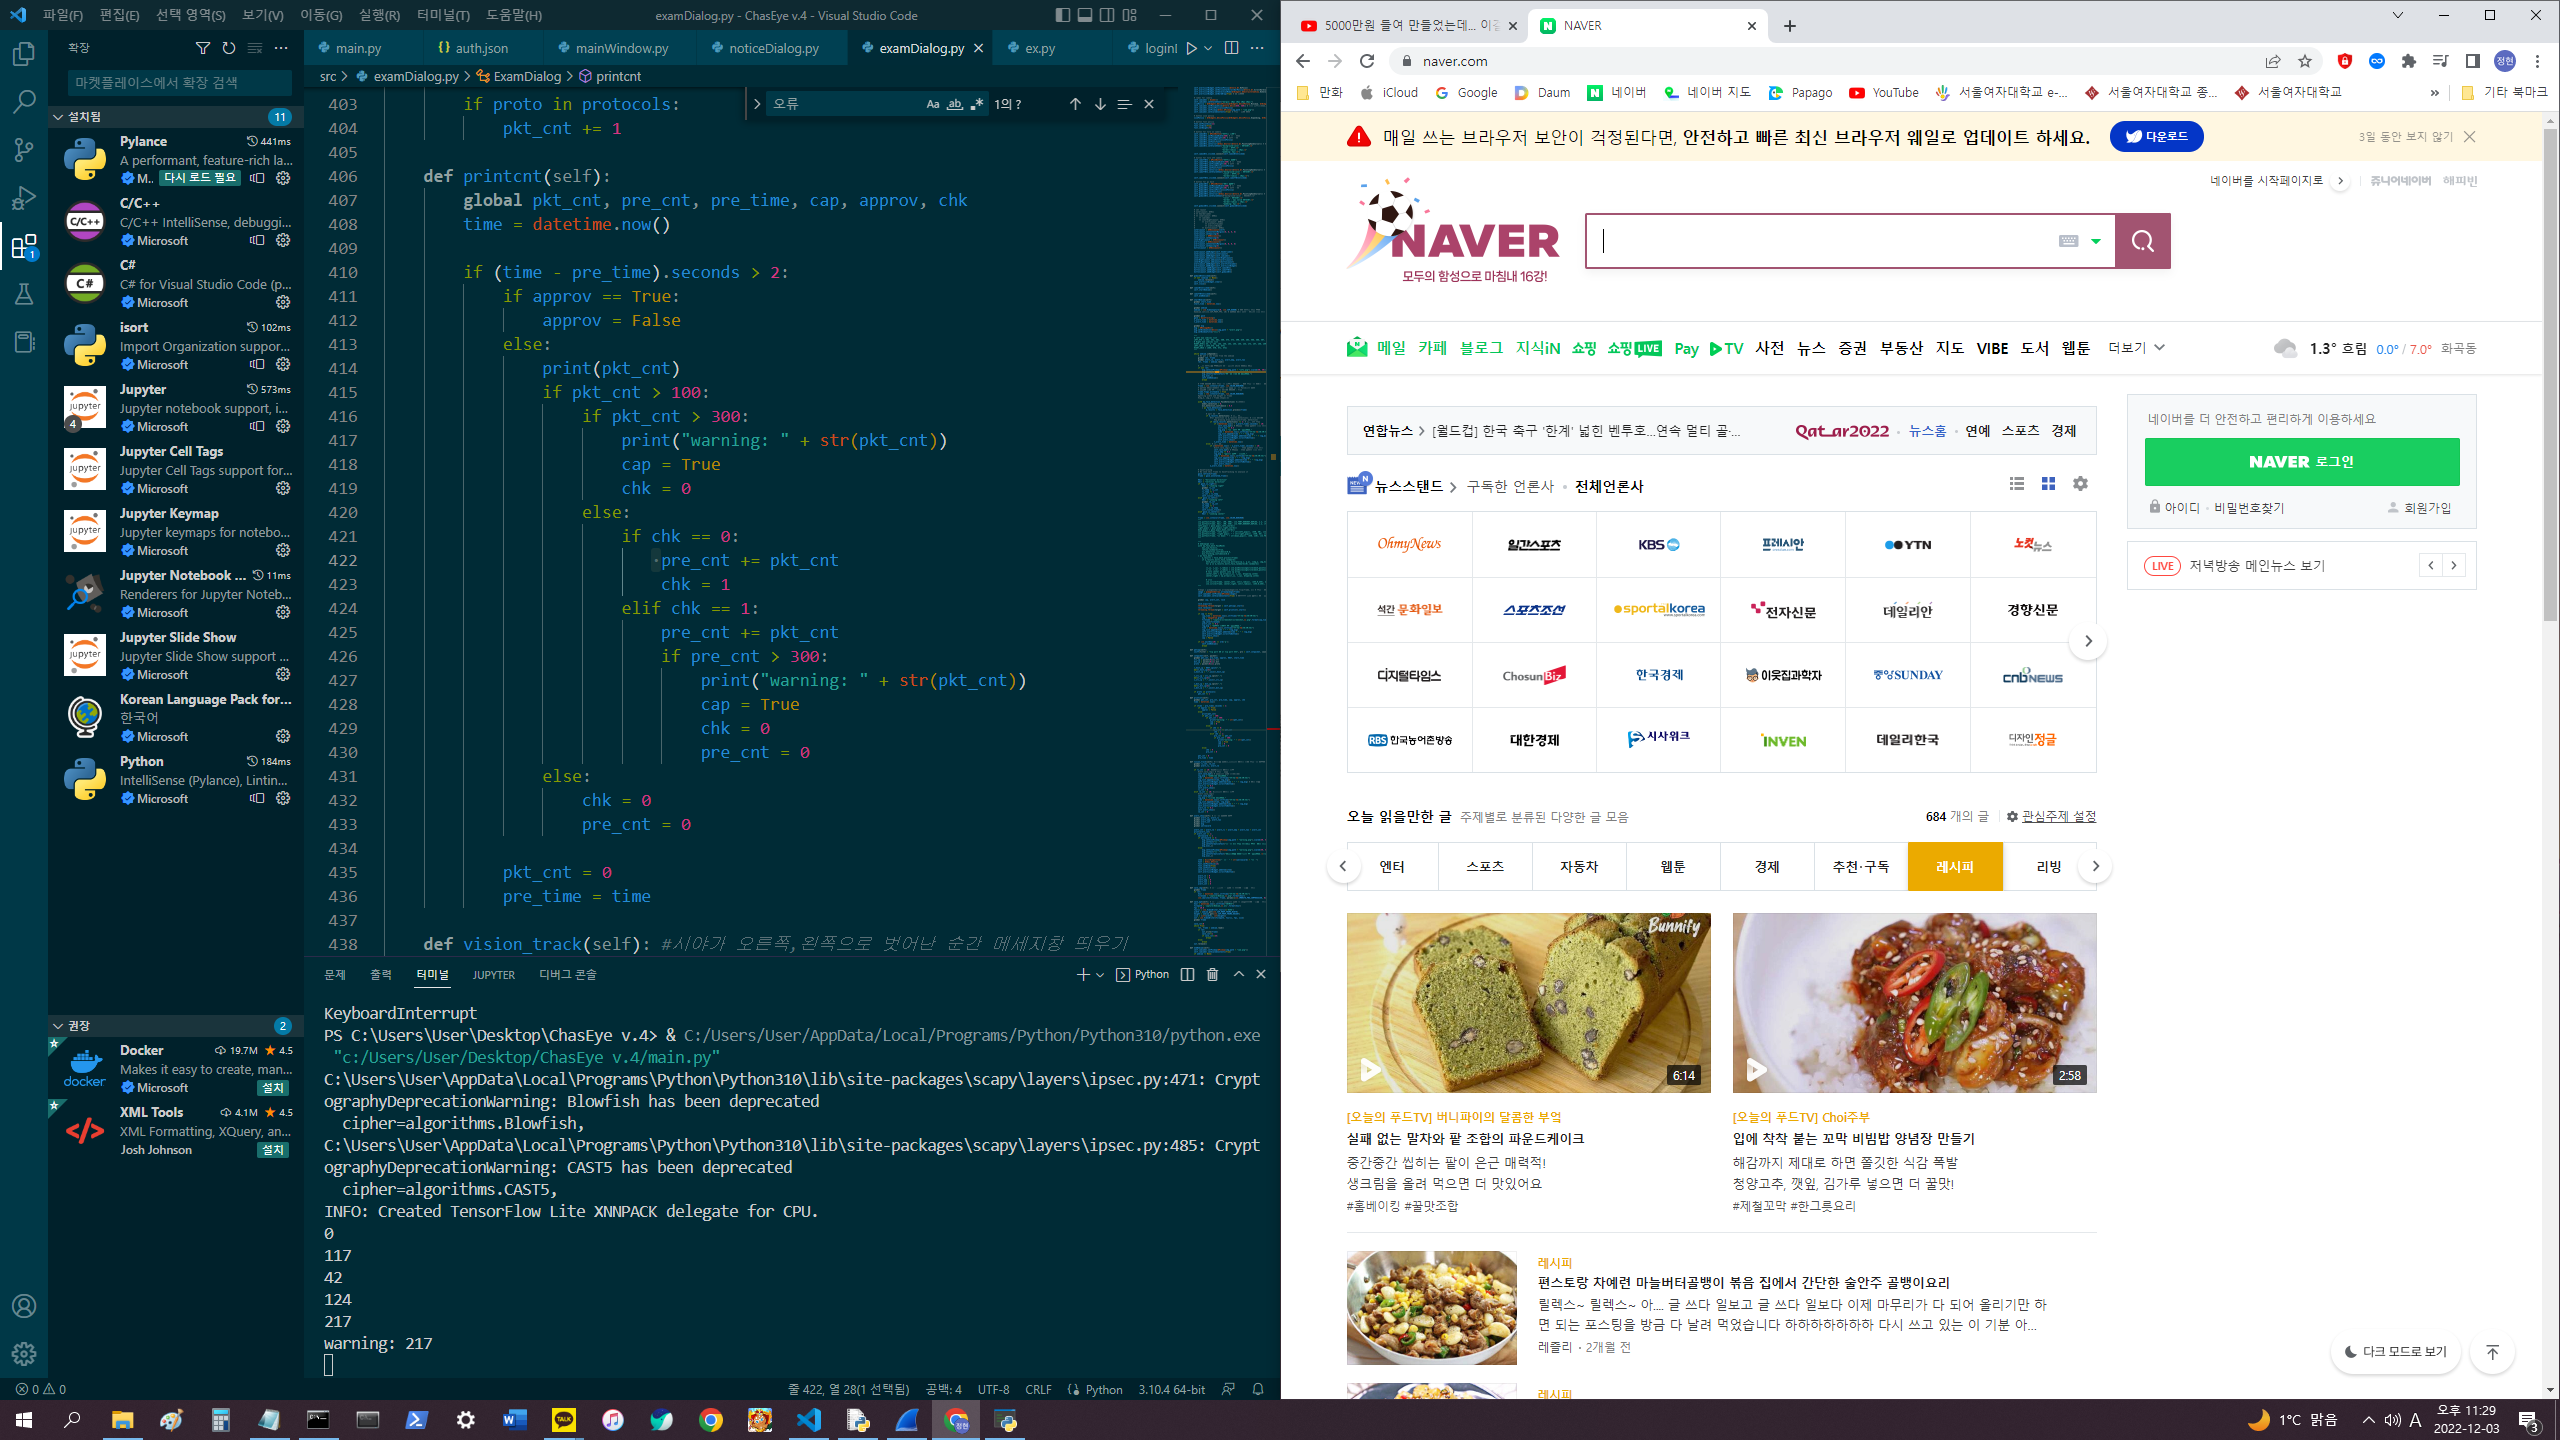 파일(F) 편집(E) 선택 영역(S) 보기(V) 이동(G) 실행(R) 터미널(T) 도움말(H)
examDialog.py - ChasEye v.4 - Visual Studio Code
확장
마켓플레이스에서 확장 검색
설치됨 11
Pylance 441ms
A performant, feature-rich la...
M.. 다시 로드 필요
C/C++
C/C++ IntelliSense, debuggi...
Microsoft
C#
C# for Visual Studio Code (p...
Microsoft
isort 102ms
Import Organization suppor...
Microsoft
Jupyter 573ms
Jupyter notebook support, i...
Microsoft
Jupyter Cell Tags
Jupyter Cell Tags support for...
Microsoft
Jupyter Keymap
Jupyter keymaps for notebo...
Microsoft
Jupyter Notebook ... 11ms
Renderers for Jupyter Noteb...
Microsoft
Jupyter Slide Show
Jupyter Slide Show support ...
Microsoft
Korean Language Pack for...
한국어
Microsoft
Python 184ms
IntelliSense (Pylance), Lintin...
Microsoft
권장 2
Docker 19.7M 4.5
Makes it easy to create, man...
Microsoft 설치
XML Tools 4.1M 4.5
XML Formatting, XQuery, an...
Josh Johnson 설치
main.py {} auth.json mainWindow.py noticeDialog.py examDialog.py ex.py loginI
src > examDialog.py > ExamDialog > printcnt
오류 Aa ab 1의 ?
403 if proto in protocols:
404 pkt_cnt += 1
405
406 def printcnt(self):
407 global pkt_cnt, pre_cnt, pre_time, cap, approv, chk
408 time = datetime.now()
409
410 if (time - pre_time).seconds > 2:
411 if approv == True:
412 approv = False
413 else:
414 print(pkt_cnt)
415 if pkt_cnt > 100:
416 if pkt_cnt > 300:
417 print("warning: " + str(pkt_cnt))
418 cap = True
419 chk = 0
420 else:
421 if chk == 0:
422 pre_cnt += pkt_cnt
423 chk = 1
424 elif chk == 1:
425 pre_cnt += pkt_cnt
426 if pre_cnt > 300:
427 print("warning: " + str(pkt_cnt))
428 cap = True
429 chk = 0
430 pre_cnt = 0
431 else:
432 chk = 0
433 pre_cnt = 0
434
435 pkt_cnt = 0
436 pre_time = time
437
438 def vision_track(self): #시야가 오른쪽,왼쪽으로 벗어난 순간 메세지창 띄우기
문제 출력 터미널 JUPYTER 디버그 콘솔 Python
KeyboardInterrupt
PS C:\Users\User\Desktop\ChasEye v.4> & C:/Users/User/AppData/Local/Programs/Python/Python310/python.exe
"c:/Users/User/Desktop/ChasEye v.4/main.py"
C:\Users\User\AppData\Local\Programs\Python\Python310\lib\site-packages\scapy\layers\ipsec.py:471: Crypt
ographyDeprecationWarning: Blowfish has been deprecated
cipher=algorithms.Blowfish,
C:\Users\User\AppData\Local\Programs\Python\Python310\lib\site-packages\scapy\layers\ipsec.py:485: Crypt
ographyDeprecationWarning: CAST5 has been deprecated
cipher=algorithms.CAST5,
INFO: Created TensorFlow Lite XNNPACK delegate for CPU.
0
117
42
124
217
warning: 217
0 0 줄 422, 열 28(1 선택됨) 공백: 4 UTF-8 CRLF Python 3.10.4 64-bit
5000만원 들여 만들었는데... 이걸 NAVER
naver.com
만화 iCloud Google Daum 네이버 네이버 지도 Papago YouTube 서울여자대학교 e-... 서울여자대학교 종... 서울여자대학교 » 기타 북마크
매일 쓰는 브라우저 보안이 걱정된다면, 안전하고 빠른 최신 브라우저 웨일로 업데이트 하세요. 다운로드 3일 동안 보지 않기
네이버를 시작페이지로 쥬니어네이버 해피빈
NAVER
모두의 함성으로 마침내 16강!
메일 카페 블로그 지식iN 쇼핑 쇼핑LIVE Pay TV 사전 뉴스 증권 부동산 지도 VIBE 도서 웹툰 더보기 1.3° 흐림 0.0° / 7.0° 화곡동
연합뉴스 > [월드컵] 한국 축구 '한계' 넓힌 벤투호...연속 멀티 골·... Qatar2022 뉴스홈 연예 스포츠 경제
네이버를 더 안전하고 편리하게 이용하세요
NAVER 로그인
아이디 · 비밀번호찾기 회원가입
LIVE 저녁방송 메인뉴스 보기
뉴스스탠드 > 구독한 언론사 · 전체언론사
OhmyNews 일간스포츠 KBS 프레시안 YTN 노컷뉴스
석간 문화일보 스포츠조선 sportalkorea 전자신문 데일리안 경향신문
디지털타임스 ChosunBiz 한국경제 이웃집과학자 중앙SUNDAY cnbNEWS
RBS 한국농어촌방송 대한경제 시사위크 INVEN 데일리한국 디자인정글
오늘 읽을만한 글 주제별로 분류된 다양한 글 모음 684 개의 글 관심주제 설정
엔터 스포츠 자동차 웹툰 경제 추천·구독 레시피 리빙
Bunnify
6:14 2:58
[오늘의 푸드TV] 버니파이의 달콤한 부엌
실패 없는 말차와 팥 조합의 파운드케이크
중간중간 씹히는 팥이 은근 매력적!
생크림을 올려 먹으면 더 맛있어요
#홈베이킹 #꿀맛조합
[오늘의 푸드TV] Choi주부
입에 착착 붙는 꼬막 비빔밥 양념장 만들기
해감까지 제대로 하면 쫄깃한 식감 폭발
청양고추, 깻잎, 김가루 넣으면 더 꿀맛!
#제철꼬막 #한그릇요리
레시피
편스토랑 차예련 마늘버터골뱅이 볶음 집에서 간단한 술안주 골뱅이요리
릴렉스~ 릴렉스~ 아.... 글 쓰다 일보고 글 쓰다 일보다 이제 마무리가 다 되어 올리기만 하
면 되는 포스팅을 방금 다 날려 먹었습니다 하하하하하하하 다시 쓰고 있는 이 기분 아...
레쥴리 · 2개월 전
레시피
다크 모드로 보기
1°C 맑음 A 오후 11:29
2022-12-03 3